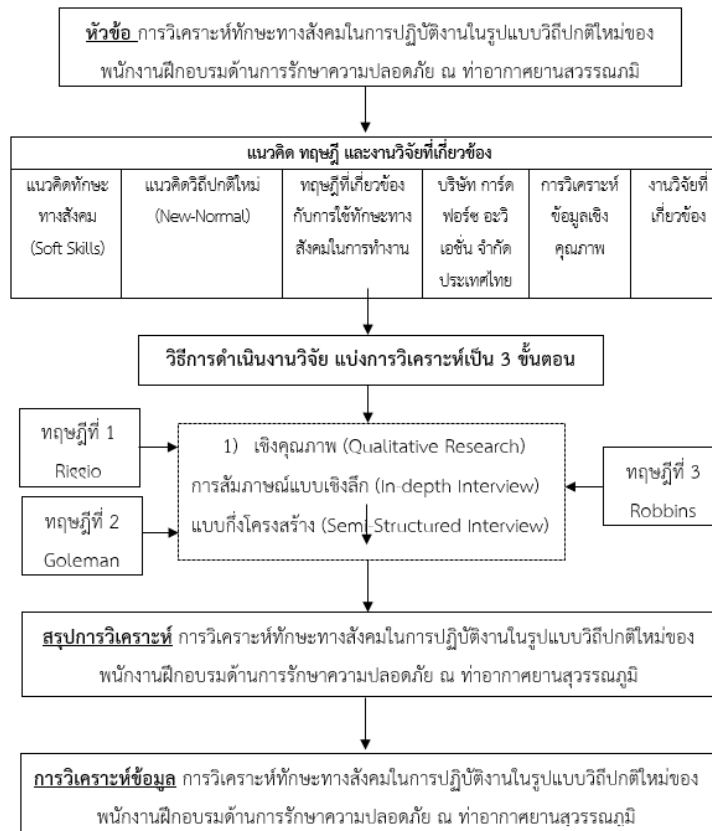 หัวข้อ การวิเคราะห์ทักษะทางสังคมในการปฏิบัติงานในรูปแบบวิถีปกติใหม่ของ
พนักงานฝึกอบรมด้านการรักษาความปลอดภัย ณ ท่าอากาศยานสุวรรณภูมิ
แนวคิด ทฤษฎี และงานวิจัยที่เกี่ยวข้อง
แนวคิดทักษะ
ทางสังคม
(Soft Skills)
แนวคิดวิถีปกติใหม่
(New-Normal)
ทฤษฎีที่เกี่ยวข้อง
กับการใช้ทักษะทาง
สังคมในการทำงาน
บริษัท การ์ด
ฟอร์ซ อะวิ
เอชั่น จำกัด
ประเทศไทย
การวิเคราะห์
ข้อมูลเชิง
คุณภาพ
งานวิจัยที่
เกี่ยวข้อง
วิธีการดำเนินงานวิจัย แบ่งการวิเคราะห์เป็น 3 ขั้นตอน
ทฤษฎีที่ 1
Riggio
ทฤษฎีที่ 2
Goleman
1) เชิงคุณภาพ (Qualitative Research)
การสัมภาษณ์แบบเชิงลึก (In-depth Interview)
แบบกึ่งโครงสร้าง (Semi-Structured Interview)
ทฤษฎีที่ 3
Robbins
สรุปการวิเคราะห์ การวิเคราะห์ทักษะทางสังคมในการปฏิบัติงานในรูปแบบวิถีปกติใหม่ของ
พนักงานฝึกอบรมด้านการรักษาความปลอดภัย ณ ท่าอากาศยานสุวรรณภูมิ
การวิเคราะห์ข้อมูล การวิเคราะห์ทักษะทางสังคมในการปฏิบัติงานในรูปแบบวิถีปกติใหม่ของ
พนักงานฝึกอบรมด้านการรักษาความปลอดภัย ณ ท่าอากาศยานสุวรรณภูมิ